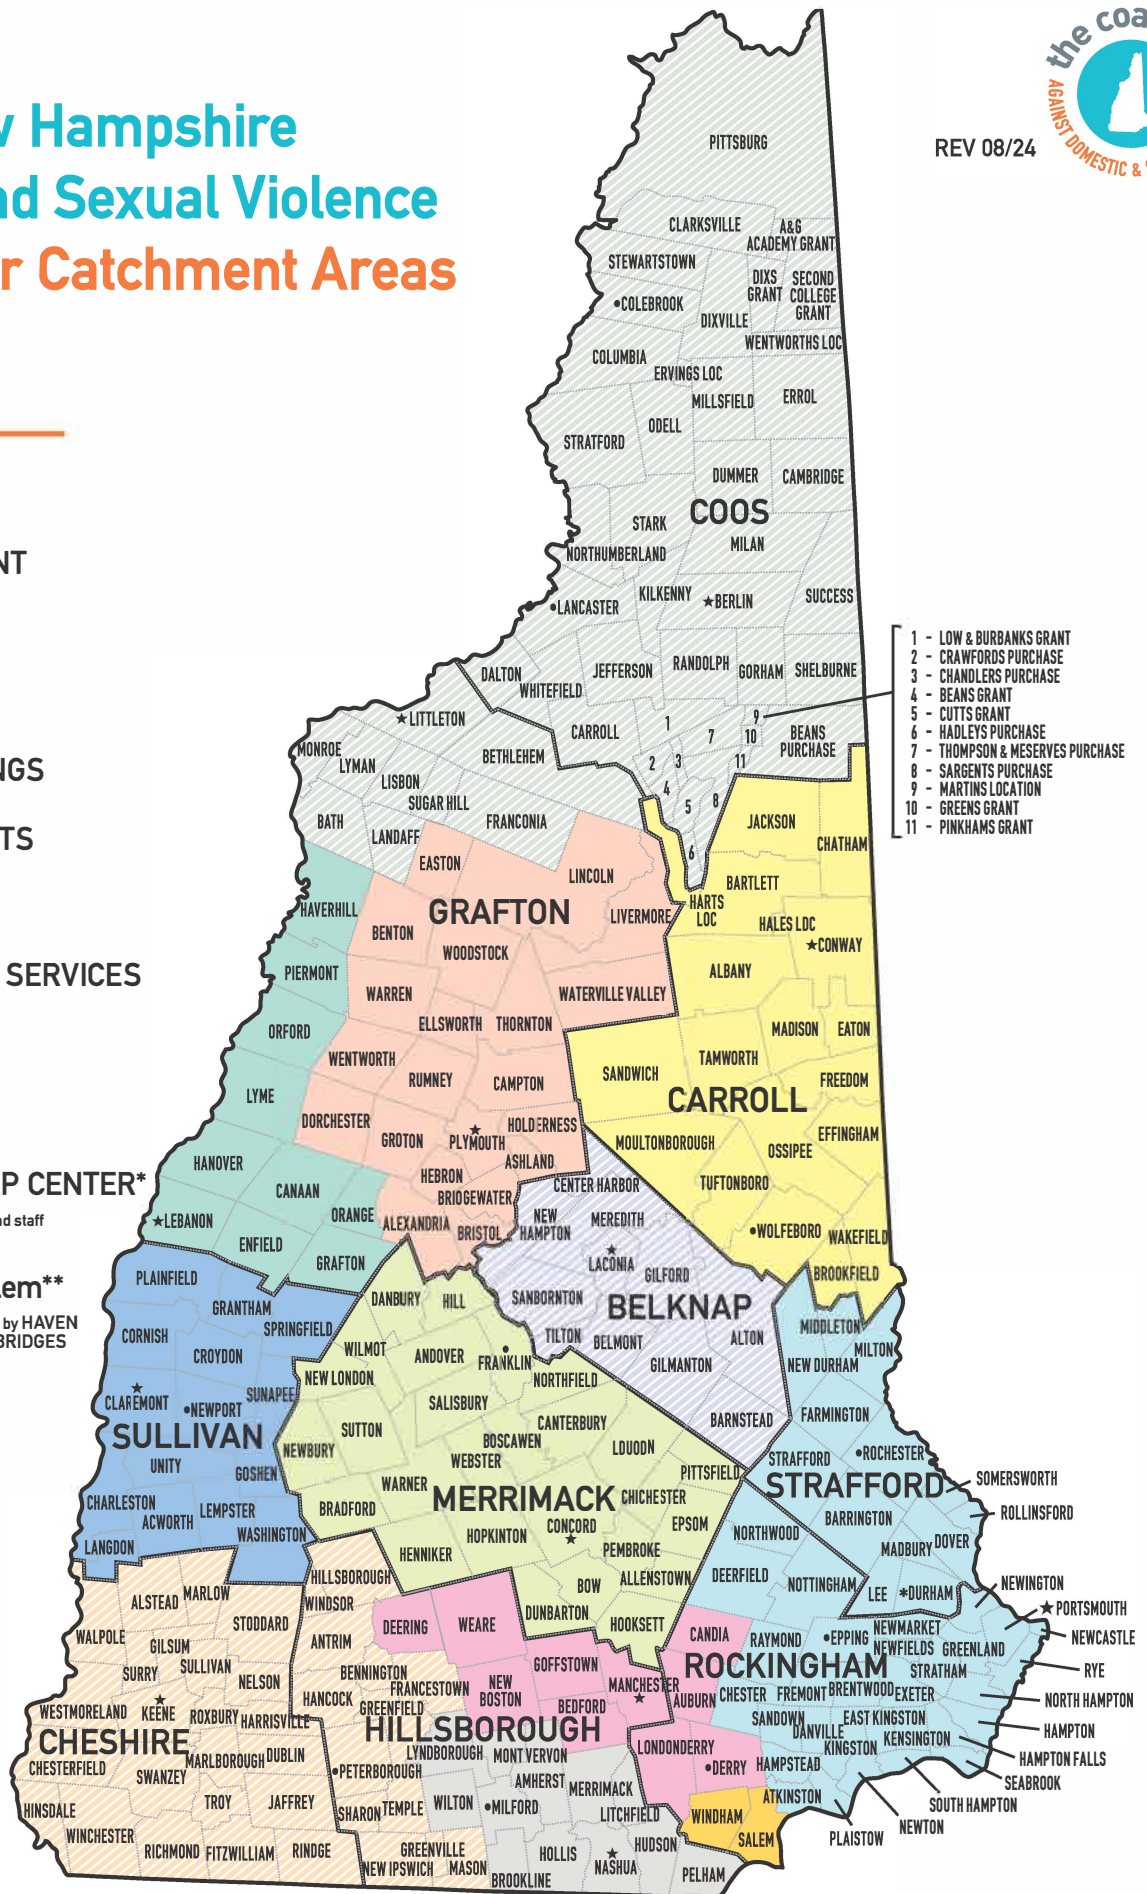 w Hampshire
nd Sexual Violence
r Catchment Areas
REV 08/24
the coa
AGAINST DOMESTIC &
NT
NGS
TS
SERVICES
P CENTER*
nd staff
em**
by HAVEN
BRIDGES
PITTSBURG
CLARKSVILLE
A&G
ACADEMY GRANT
STEWARTSTOWN
DIXS
GRANT
SECOND
COLLEGE
GRANT
•COLEBROOK
DIXVILLE
WENTWORTHS LOC
COLUMBIA
ERVINGS LOC
MILLSFIELD
ERROL
ODELL
STRATFORD
DUMMER
CAMBRIDGE
COOS
STARK
MILAN
NORTHUMBERLAND
KILKENNY
★BERLIN
SUCCESS
•LANCASTER
1 - LOW & BURBANKS GRANT
2 - CRAWFORDS PURCHASE
3 - CHANDLERS PURCHASE
4 - BEANS GRANT
5 - CUTTS GRANT
6 - HADLEYS PURCHASE
7 - THOMPSON & MESERVES PURCHASE
8 - SARGENTS PURCHASE
9 - MARTINS LOCATION
10 - GREENS GRANT
11 - PINKHAMS GRANT
DALTON
WHITEFIELD
JEFFERSON
RANDOLPH
GORHAM
SHELBURNE
★LITTLETON
CARROLL
1
9
7
10
BEANS
PURCHASE
MONROE
LYMAN
BETHLEHEM
2
3
11
LISBON
4
SUGAR HILL
5
8
BATH
LANDAFF
FRANCONIA
6
JACKSON
CHATHAM
EASTON
LINCOLN
BARTLETT
HAVERHILL
GRAFTON
LIVERMORE
HARTS
LOC
HALES LDC
BENTON
WOODSTOCK
★CONWAY
PIERMONT
ALBANY
WARREN
WATERVILLE VALLEY
ORFORD
ELLSWORTH
THORNTON
MADISON
EATON
WENTWORTH
TAMWORTH
RUMNEY
CAMPTON
SANDWICH
FREEDOM
LYME
CARROLL
DORCHESTER
GROTON
★
PLYMOUTH
HOLDERNESS
MOULTONBOROUGH
OSSIPEE
EFFINGHAM
HANOVER
ASHLAND
CANAAN
HEBRON
BRIDGEWATER
CENTER HARBOR
TUFTONBORO
★LEBANON
ORANGE
ALEXANDRIA
BRISTOL
NEW
HAMPTON
MEREDITH
•WOLFEBORO
WAKEFIELD
ENFIELD
GRAFTON
★
LACONIA
GILFORD
BROOKFIELD
PLAINFIELD
DANBURY
HILL
SANBORNTON
BELKNAP
GRANTHAM
SPRINGFIELD
MIDDLETON
CORNISH
CROYDON
WILMOT
ANDOVER
•
FRANKLIN
TILTON
BELMONT
ALTON
MILTON
NEW LONDON
NORTHFIELD
GILMANTON
NEW DURHAM
★
CLAREMONT
•NEWPORT
SUNAPEE
SALISBURY
SUTTON
CANTERBURY
BARNSTEAD
FARMINGTON
SULLIVAN
NEWBURY
BOSCAWEN
LDUODN
STRAFFORD
•ROCHESTER
UNITY
GOSHEN
WEBSTER
PITTSFIELD
STRAFFORD
SOMERSWORTH
WARNER
MERRIMACK
CHICHESTER
CHARLESTON
ACWORTH
LEMPSTER
BRADFORD
BARRINGTON
ROLLINSFORD
WASHINGTON
HOPKINTON
CONCORD
★
EPSOM
NORTHWOOD
MADBURY
DOVER
LANGDON
HENNIKER
PEMBROKE
DEERFIELD
HILLSBOROUGH
BOW
ALLENSTOWN
NOTTINGHAM
LEE
*DURHAM
NEWINGTON
ALSTEAD
MARLOW
WINDSOR
DUNBARTON
HOOKSETT
★PORTSMOUTH
STODDARD
DEERING
WEARE
CANDIA
RAYMOND
•EPPING
NEWMARKET
NEWCASTLE
WALPOLE
GILSUM
ANTRIM
NEWFIELDS
GREENLAND
SURRY
SULLIVAN
GOFFSTOWN
ROCKINGHAM
STRATHAM
RYE
NELSON
BENNINGTON
FRANCESTOWN
NEW
BOSTON
MANCHESTER
★
WESTMORELAND
★
KEENE
ROXBURY
HARRISVILLE
HANCOCK
GREENFIELD
BEDFORD
AUBURN
CHESTER
FREMONT
BRENTWOOD
EXETER
NORTH HAMPTON
CHESHIRE
HILLSBOROUGH
SANDOWN
EAST KINGSTON
HAMPTON
DANVILLE
KINGSTON
KENSINGTON
CHESTERFIELD
MARLBOROUGH
DUBLIN
LYNDBOROUGH
MONT VERNON
LONDONDERRY
HAMPTON FALLS
SWANZEY
•PETERBOROUGH
AMHERST
•DERRY
HAMPSTEAD
SEABROOK
HINSDALE
TROY
JAFFREY
SHARON
TEMPLE
WILTON
•MILFORD
MERRIMACK
LITCHFIELD
ATKINSTON
SOUTH HAMPTON
WINDHAM
NEWTON
WINCHESTER
SALEM
PLAISTOW
RICHMOND
FITZWILLIAM
RINDGE
GREENVILLE
HOLLIS
HUDSON
NEW IPSWICH
MASON
★
NASHUA
BROOKLINE
PELHAM